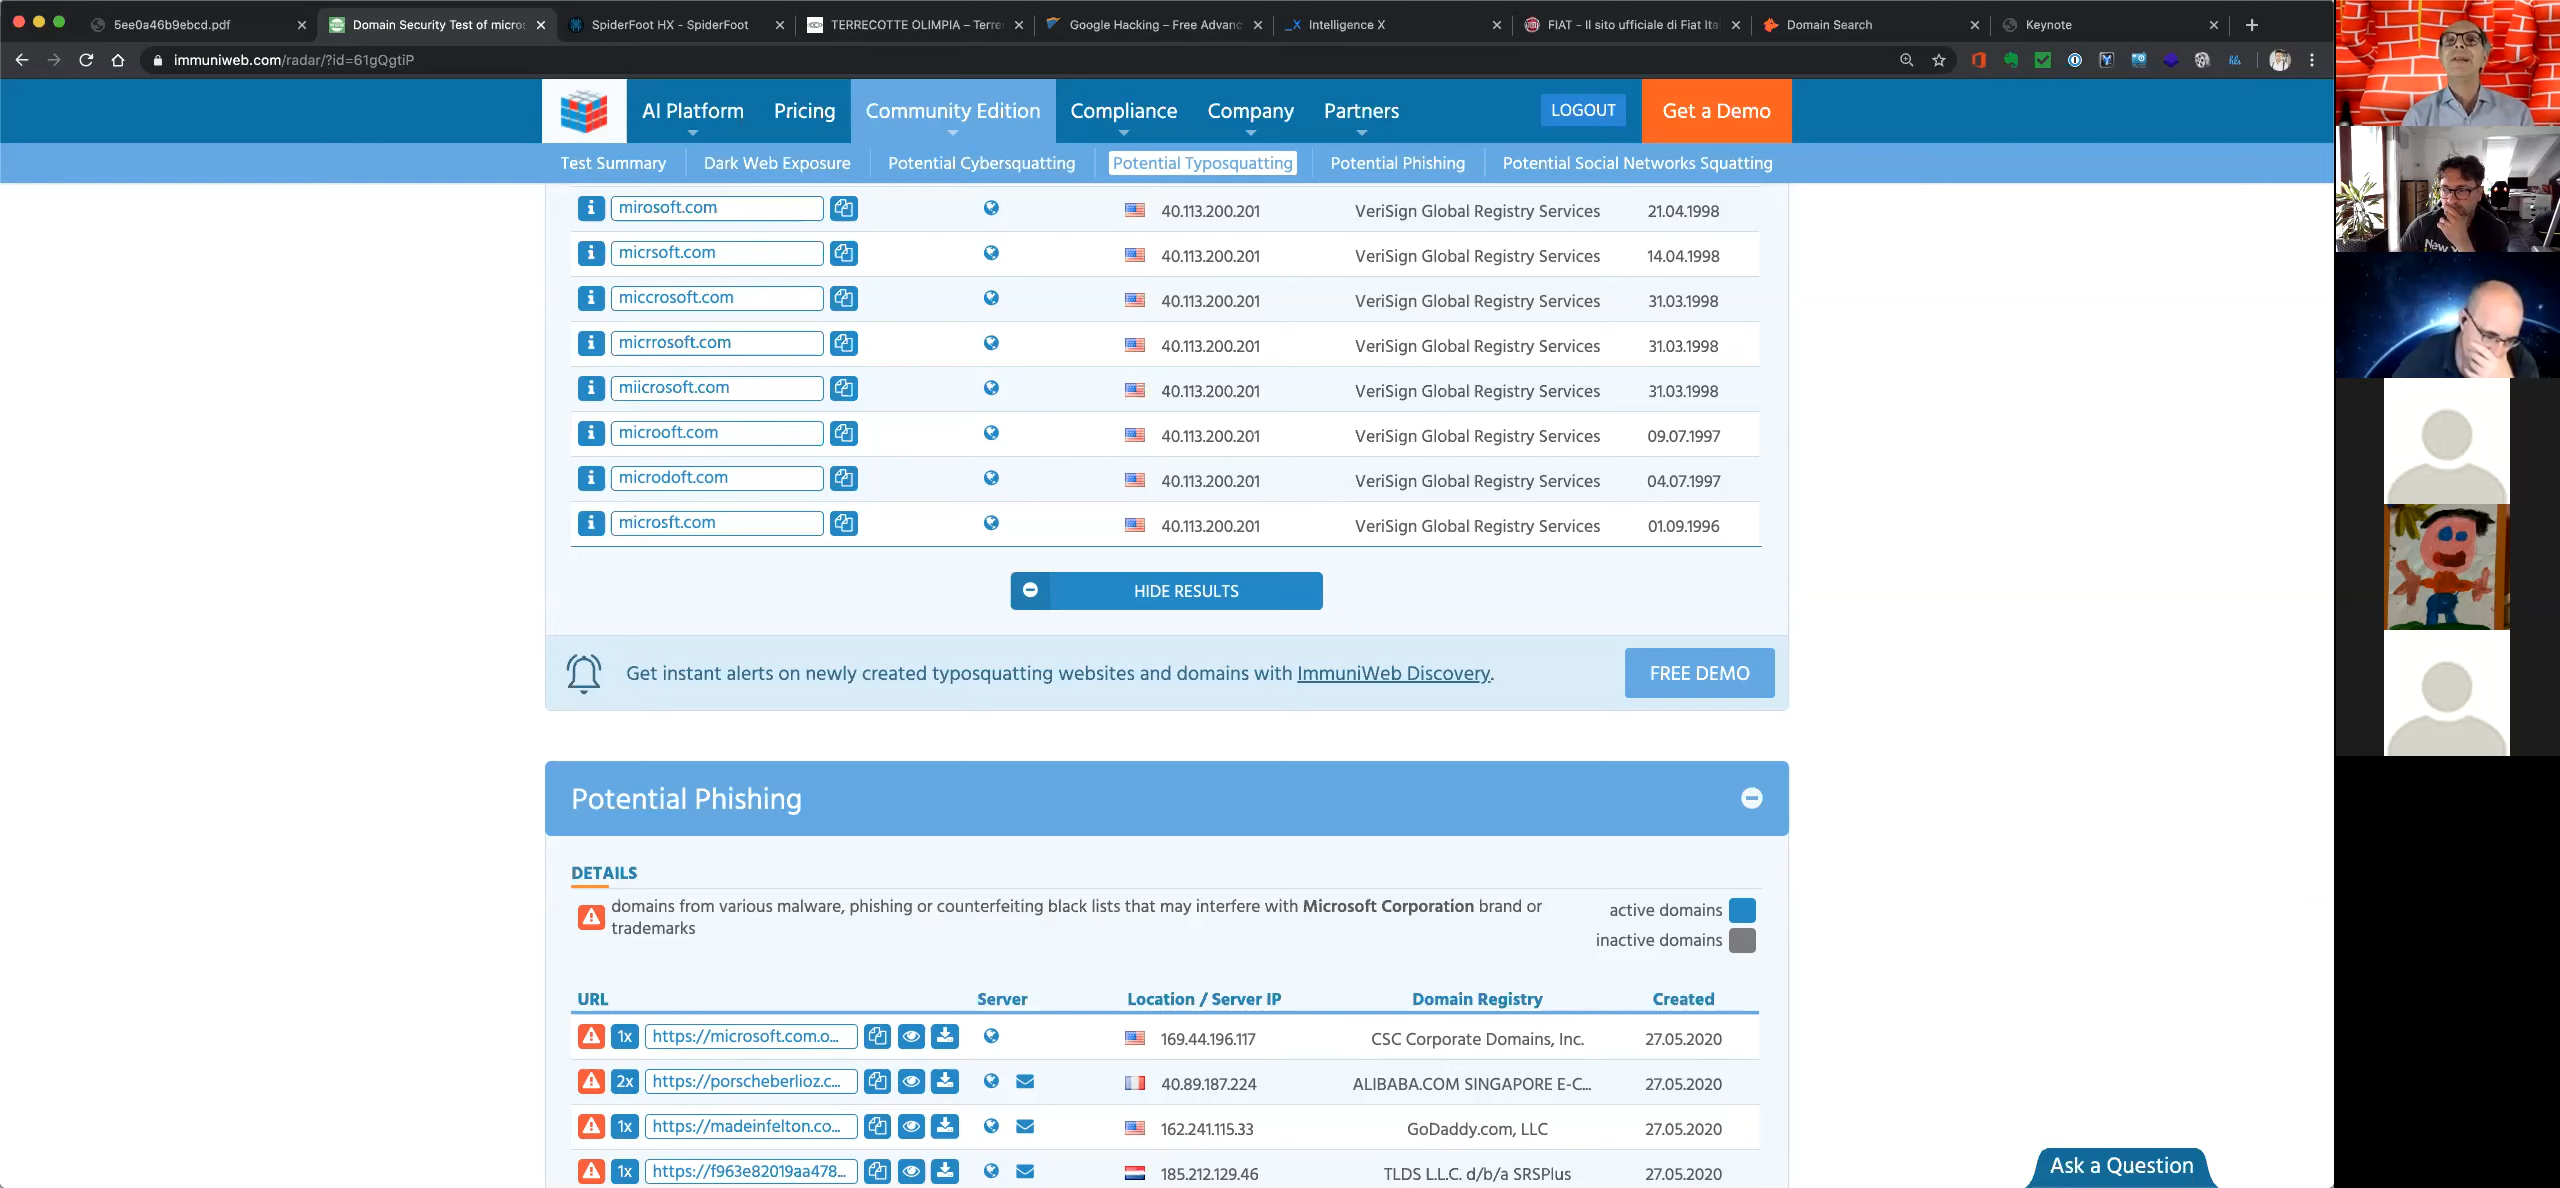 5ee0a46b9ebcd.pdf
Domain Security Test of micros
SpiderFoot HX - SpiderFoot
TERRECOTTE OLIMPIA – Terre
Google Hacking – Free Advanc
Intelligence X
FIAT - Il sito ufficiale di Fiat Ita
Domain Search
Keynote
immuniweb.com/radar/?id=61gQgtiP
AI Platform
Pricing
Community Edition
Compliance
Company
Partners
LOGOUT
Get a Demo
Test Summary
Dark Web Exposure
Potential Cybersquatting
Potential Typosquatting
Potential Phishing
Potential Social Networks Squatting
mirosoft.com 40.113.200.201 VeriSign Global Registry Services 21.04.1998
micrsoft.com 40.113.200.201 VeriSign Global Registry Services 14.04.1998
miccrosoft.com 40.113.200.201 VeriSign Global Registry Services 31.03.1998
micrrosoft.com 40.113.200.201 VeriSign Global Registry Services 31.03.1998
miicrosoft.com 40.113.200.201 VeriSign Global Registry Services 31.03.1998
microoft.com 40.113.200.201 VeriSign Global Registry Services 09.07.1997
microdoft.com 40.113.200.201 VeriSign Global Registry Services 04.07.1997
microsft.com 40.113.200.201 VeriSign Global Registry Services 01.09.1996
HIDE RESULTS
Get instant alerts on newly created typosquatting websites and domains with ImmuniWeb Discovery.
FREE DEMO
Potential Phishing
DETAILS
domains from various malware, phishing or counterfeiting black lists that may interfere with Microsoft Corporation brand or
trademarks
active domains
inactive domains
URL Server Location / Server IP Domain Registry Created
1x https://microsoft.com.o... 169.44.196.117 CSC Corporate Domains, Inc. 27.05.2020
2x https://porscheberlioz.c... 40.89.187.224 ALIBABA.COM SINGAPORE E-C... 27.05.2020
1x https://madeinfelton.co... 162.241.115.33 GoDaddy.com, LLC 27.05.2020
1x https://f963e82019aa478... 185.212.129.46 TLDS L.L.C. d/b/a SRSPlus 27.05.2020
Ask a Question